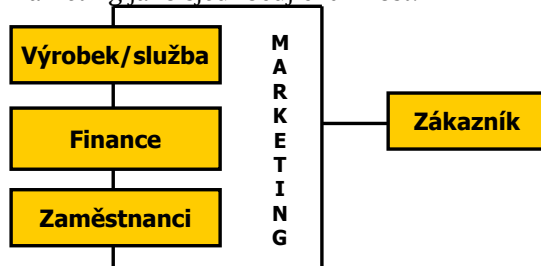 Výrobek/služba
Finance
Zaměstnanci
M
A
R
K
E
T
I
N
G
Zákazník